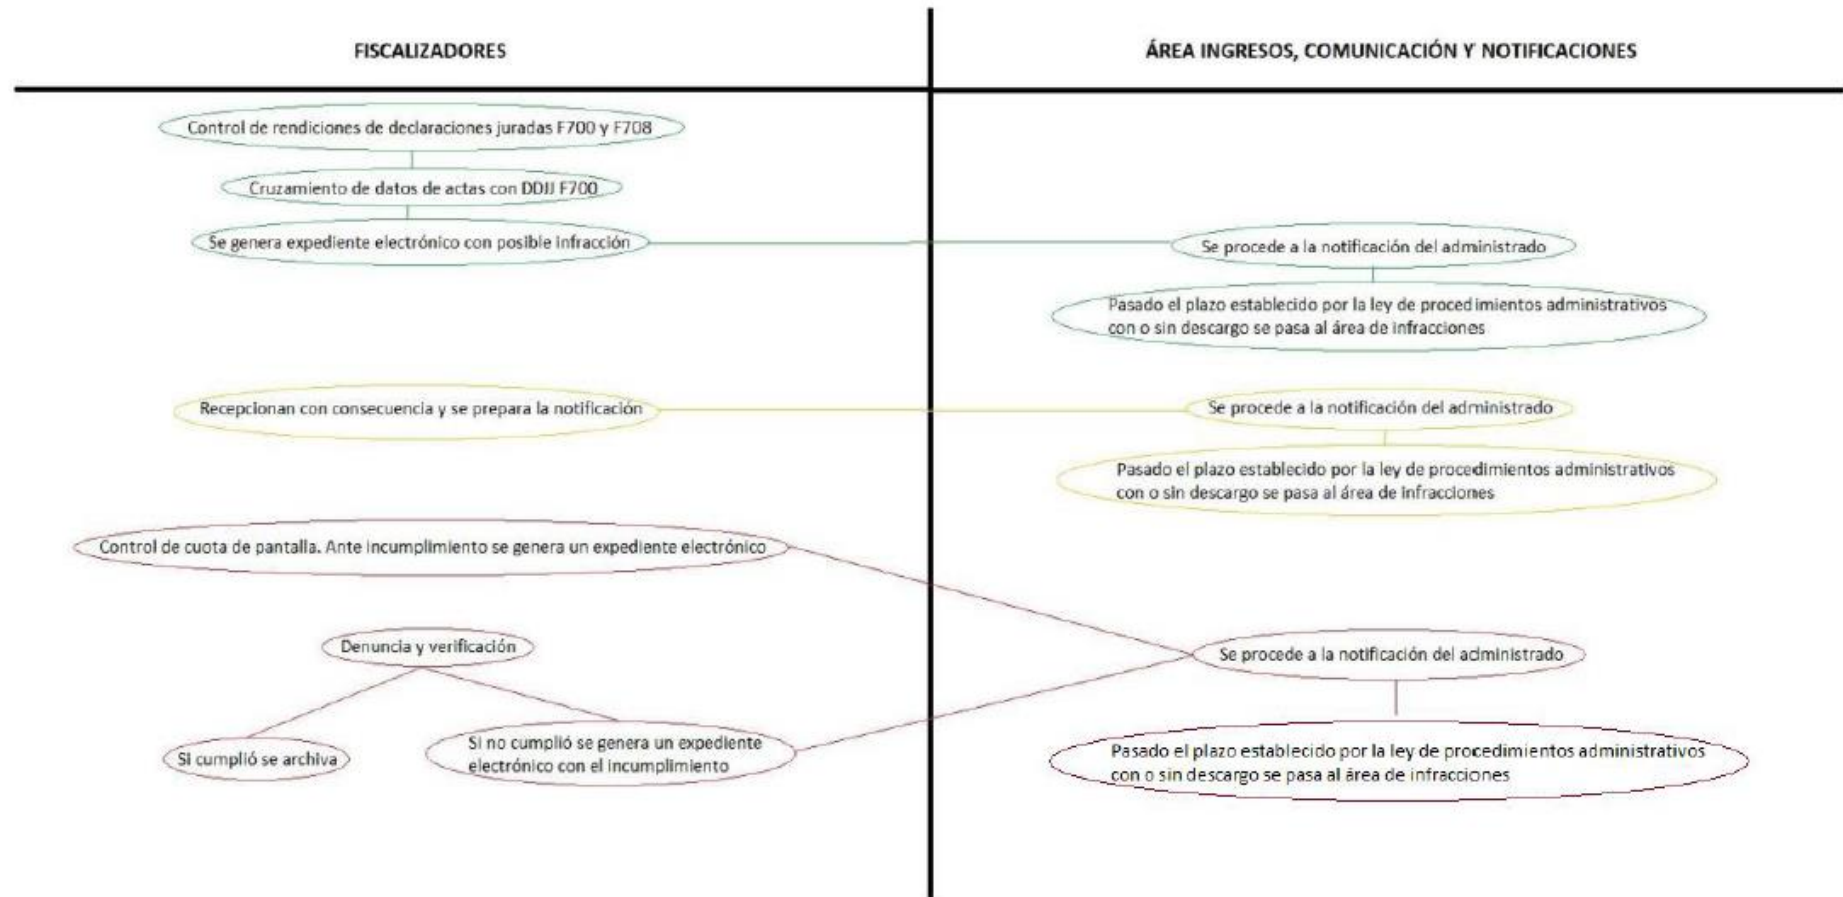 FISCALIZADORES
ÁREA INGRESOS, COMUNICACIÓN Y NOTIFICACIONES
Control de rendiciones de declaraciones juradas F700 y F708
Cruzamiento de datos de actas con DDJJ F700
Se genera expediente electrónico con posible infracción
Se procede a la notificación del administrado
Pasado el plazo establecido por la ley de procedimientos administrativos
con o sin descargo se pasa al área de infracciones
Recepcionan con consecuencia y se prepara la notificación
Se procede a la notificación del administrado
Pasado el plazo establecido por la ley de procedimientos administrativos
con o sin descargo se pasa al área de infracciones
Control de cuota de pantalla. Ante incumplimiento se genera un expediente electrónico
Denuncia y verificación
Si cumplió se archiva
Si no cumplió se genera un expediente
electrónico con el incumplimiento
Se procede a la notificación del administrado
Pasado el plazo establecido por la ley de procedimientos administrativos
con o sin descargo se pasa al área de infracciones